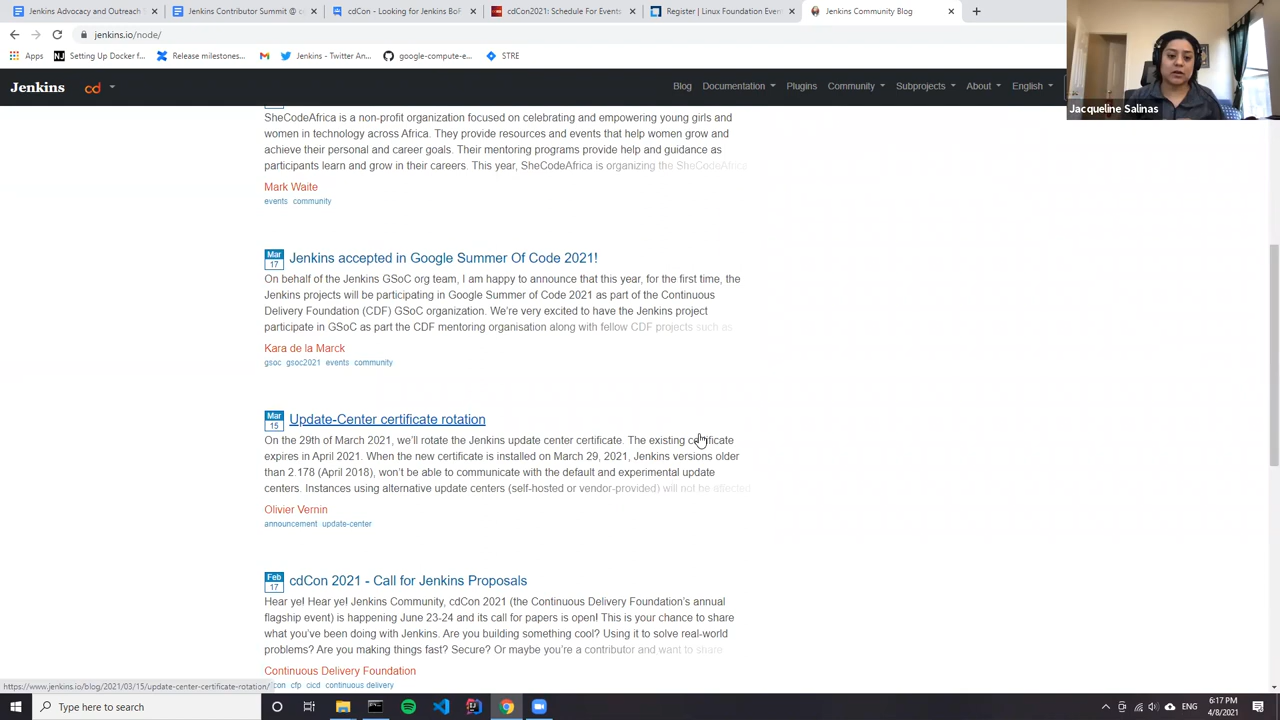 Jenkins Advocacy and Outreach
Jenkins Contributor Summit @ c
cdCon - Looking for Jenkins BoF
cdCon2021: Schedule For Events
Register | Linux Foundation Even
Jenkins Community Blog
jenkins.io/node/
Apps
Setting Up Docker f...
Release milestones...
Jenkins - Twitter An...
google-compute-e...
STRE
Jenkins
cd
Blog
Documentation
Plugins
Community
Subprojects
About
English
Jacqueline Salinas
SheCodeAfrica is a non-profit organization focused on celebrating and empowering young girls and
women in technology across Africa. They provide resources and events that help women grow and
achieve their personal and career goals. Their mentoring programs provide help and guidance as
participants learn and grow in their careers. This year, SheCodeAfrica is organizing the SheCodeAfrica
Mark Waite
events community
Mar
17
Jenkins accepted in Google Summer Of Code 2021!
On behalf of the Jenkins GSoC org team, I am happy to announce that this year, for the first time, the
Jenkins projects will be participating in Google Summer of Code 2021 as part of the Continuous
Delivery Foundation (CDF) GSoC organization. We're very excited to have the Jenkins project
participate in GSoC as part the CDF mentoring organisation along with fellow CDF projects such as
Kara de la Marck
gsoc gsoc2021 events community
Mar
15
Update-Center certificate rotation
On the 29th of March 2021, we'll rotate the Jenkins update center certificate. The existing certificate
expires in April 2021. When the new certificate is installed on March 29, 2021, Jenkins versions older
than 2.178 (April 2018), won't be able to communicate with the default and experimental update
centers. Instances using alternative update centers (self-hosted or vendor-provided) will not be affected
Olivier Vernin
announcement update-center
Feb
17
cdCon 2021 - Call for Jenkins Proposals
Hear ye! Hear ye! Jenkins Community, cdCon 2021 (the Continuous Delivery Foundation's annual
flagship event) is happening June 23-24 and its call for papers is open! This is your chance to share
what you've been doing with Jenkins. Are you building something cool? Using it to solve real-world
problems? Are you making things fast? Secure? Or maybe you're a contributor and want to share
Continuous Delivery Foundation
con cfp cicd continuous delivery
https://www.jenkins.io/blog/2021/03/15/update-center-certificate-rotation/
Type here to search
6:17 PM
4/8/2021